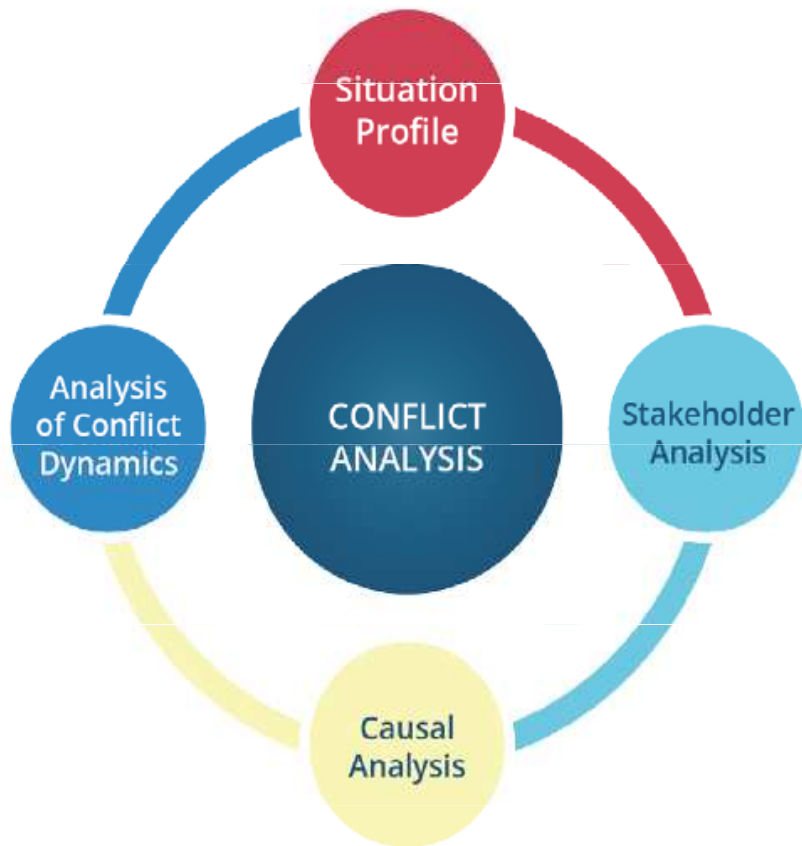 Situation
Profile
Analysis
of Conflict
Dynamics
CONFLICT
ANALYSIS
Stakeholder
Analysis
Causal
Analysis